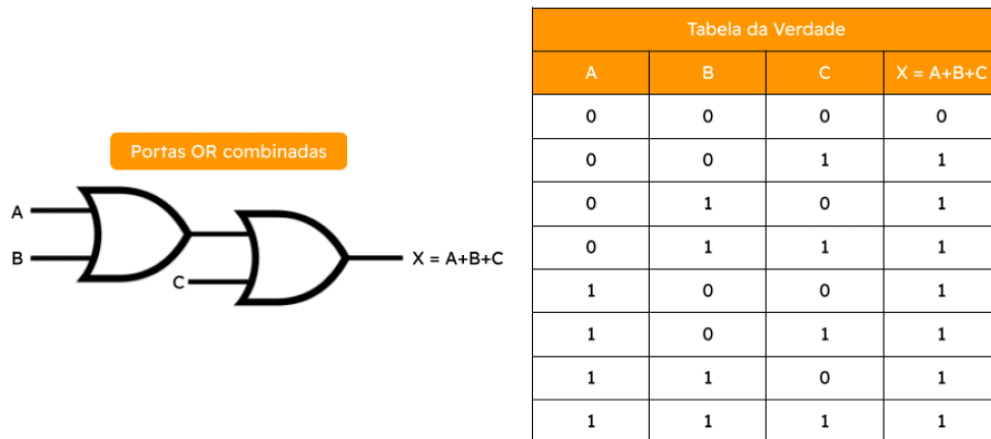 Portas OR combinadas
A
B
C
X = A+B+C
Tabela da Verdade
A B C X = A+B+C
0 0 0 0
0 0 1 1
0 1 0 1
0 1 1 1
1 0 0 1
1 0 1 1
1 1 0 1
1 1 1 1